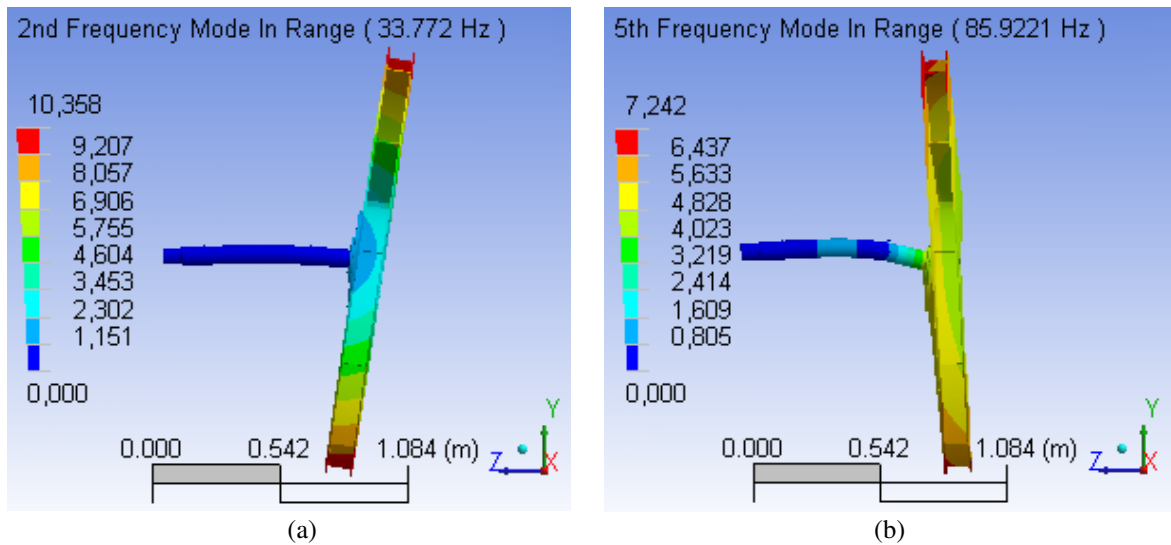 2nd Frequency Mode In Range ( 33.772 Hz )
10,358
9,207
8,057
6,906
5,755
4,604
3,453
2,302
1,151
0,000
0.000 0.542 1.084 (m)
Y
Z X
(a)
5th Frequency Mode In Range ( 85.9221 Hz )
7,242
6,437
5,633
4,828
4,023
3,219
2,414
1,609
0,805
0,000
0.000 0.542 1.084 (m)
Y
Z X
(b)